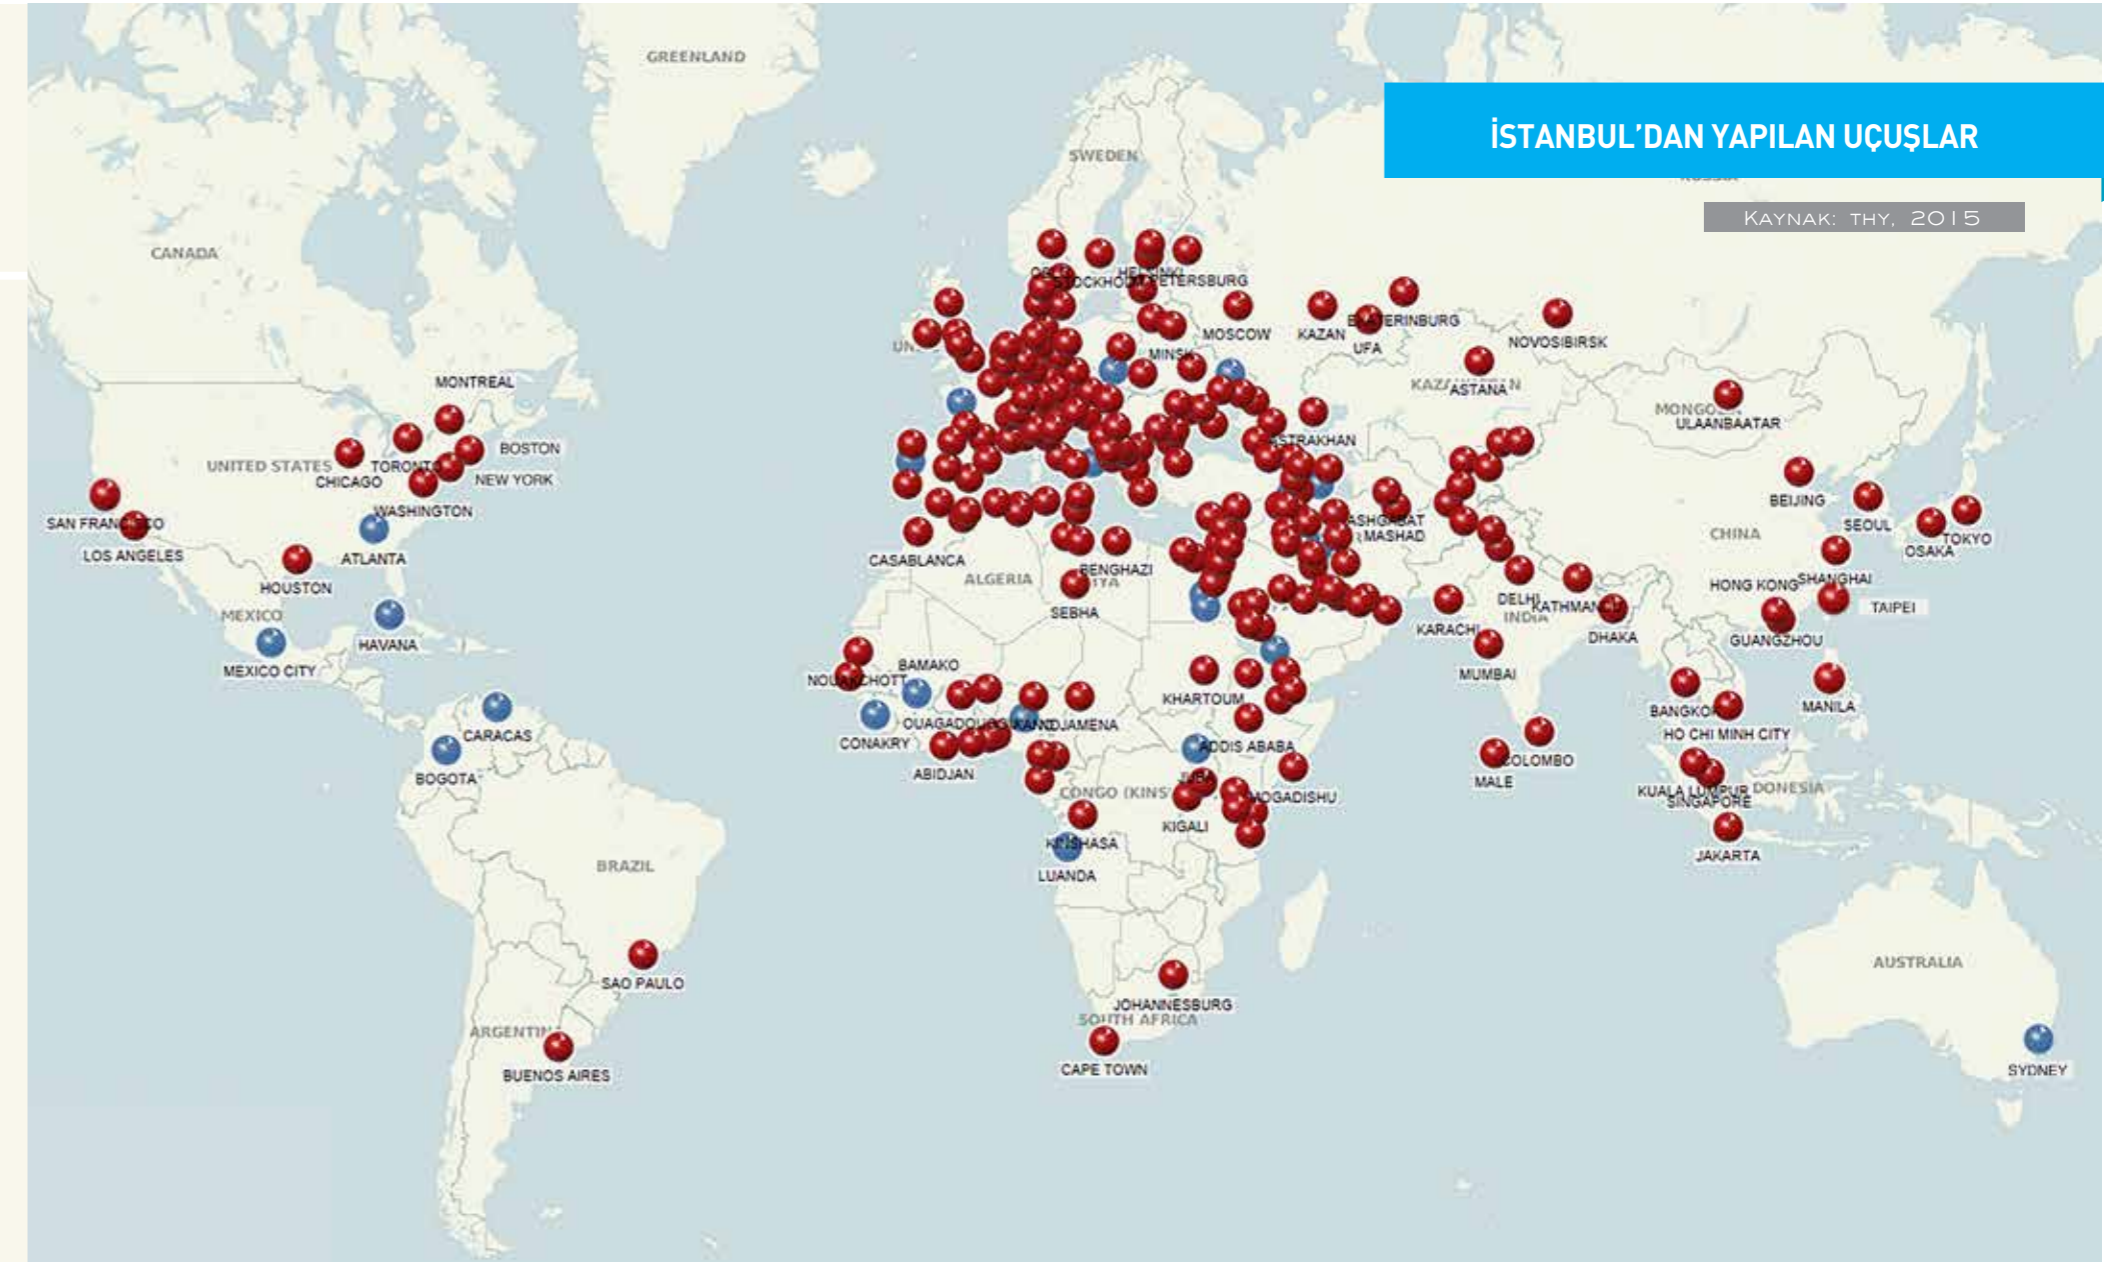 GREENLAND
İSTANBUL'DAN YAPILAN UÇUŞLAR
SWEDEN
KAYNAK: THY, 2015
CANADA
HELSINKI
STOCKHOLM
PETERSBURG
MOSCOW
KAZAN
EKATERINBURG
UFA
NOVOSIBIRSK
MINSK
MONTREAL
ASTANA
ULAANBAATAR
ASTRAKHAN
BOSTON
UNITED STATES
TORONTO
CHICAGO
NEW YORK
WASHINGTON
BEIJING
SEOUL
SAN FRANCISCO
LOS ANGELES
ATLANTA
HOUSTON
ASHGABAT
MASHAD
CHINA
TOKYO
OSAKA
CASABLANCA
ALGERIA
BENGHAZI
SEBHA
HONG KONG
SHANGHAI
TAIPEI
DELHI
KATHMANDU
INDIA
KARACHI
DHAKA
GUANGZHOU
MEXICO
HAVANA
MEXICO CITY
BAMAKO
NOUAKCHOTT
KHARTOUM
MUMBAI
BANGKOK
MANILA
CARACAS
CONAKRY
OUAGADOUGOU
KANO
NDJAMENA
HO CHI MINH CITY
BOGOTA
ABIDJAN
ADDIS ABABA
COLOMBO
MALE
JUBA
CONGO (KINS
MOGADISHU
KUALA LUMPUR
SINGAPORE
KIGALI
KINSHASA
JAKARTA
BRAZIL
LUANDA
SAO PAULO
AUSTRALIA
JOHANNESBURG
SOUTH AFRICA
ARGENTIN
BUENOS AIRES
CAPE TOWN
SYDNEY